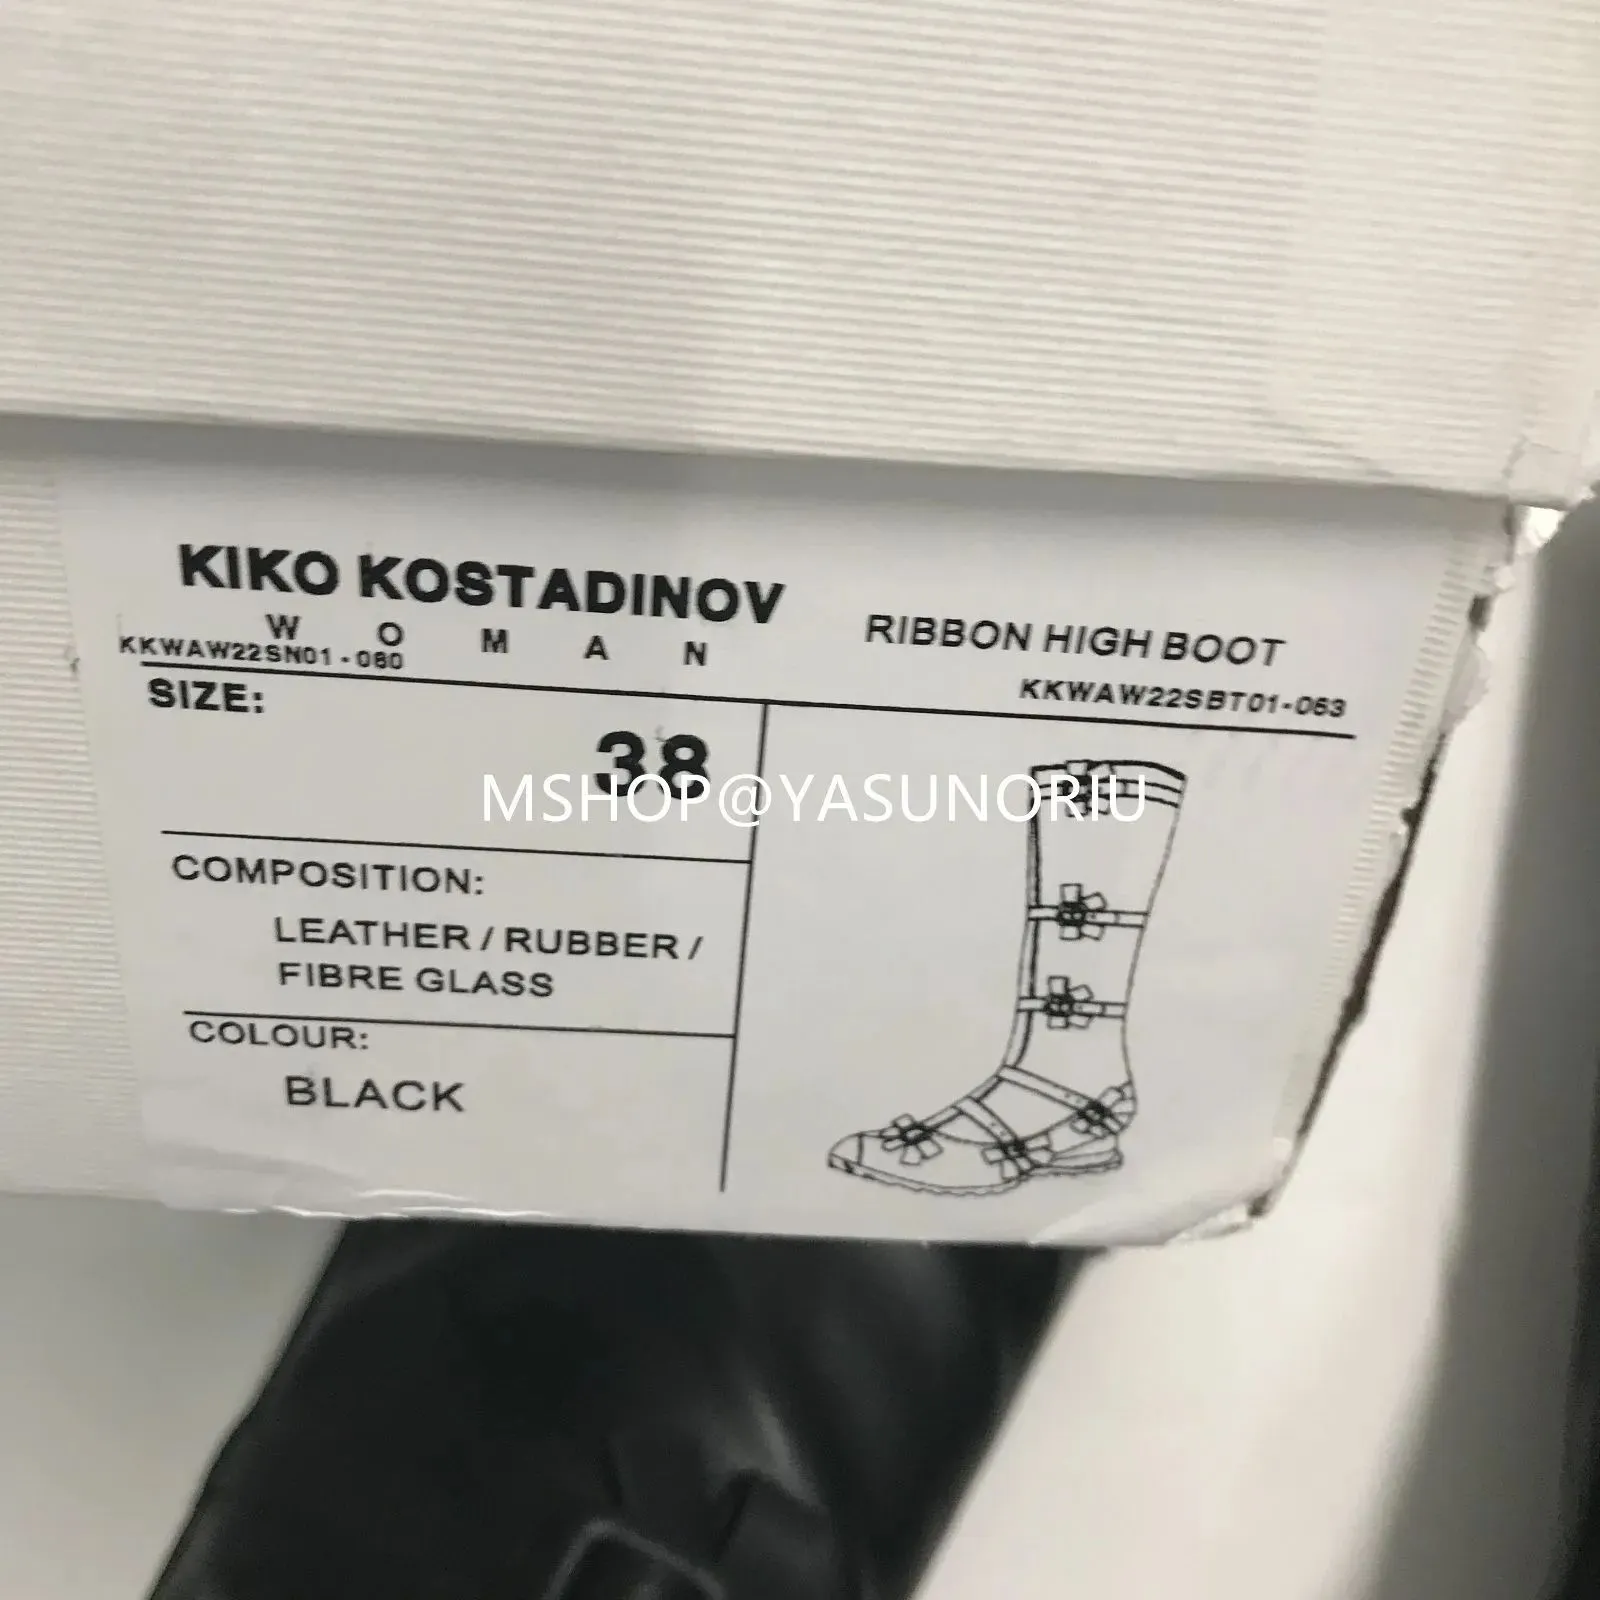 KIKO KOSTADINOV
W O M A N
KKWAW22SN01-060
RIBBON HIGH BOOT
KKWAW22SBT01-063
SIZE:
38
MSHOP@YASUNORIU
COMPOSITION:
LEATHER / RUBBER /
FIBRE GLASS
COLOUR:
BLACK